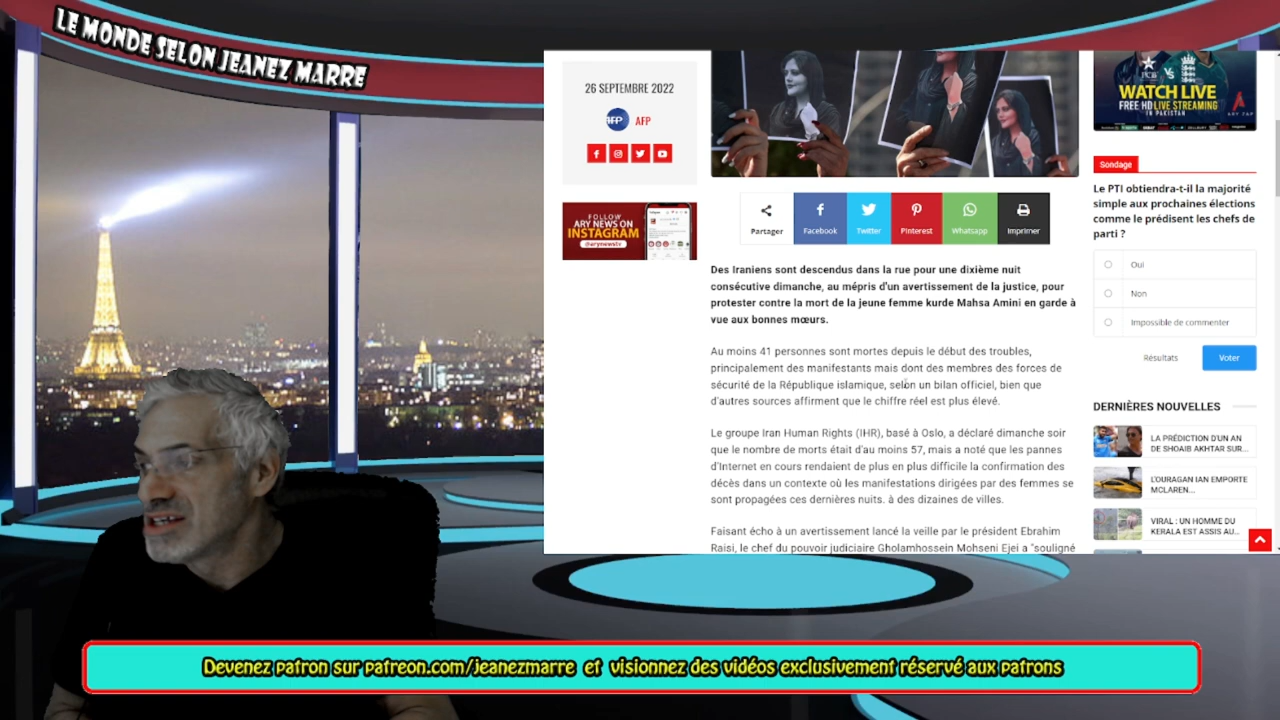 LE MONDE SELON JEANEZ MARRE
26 SEPTEMBRE 2022
AFP
AFP
FOLLOW
ARY NEWS ON
INSTAGRAM
@arynewstv
Partager
Facebook
Twitter
Pinterest
Whatsapp
Imprimer
Des Iraniens sont descendus dans la rue pour une dixième nuit
consécutive dimanche, au mépris d'un avertissement de la justice, pour
protester contre la mort de la jeune femme kurde Mahsa Amini en garde à
vue aux bonnes mœurs.
Au moins 41 personnes sont mortes depuis le début des troubles,
principalement des manifestants mais dont des membres des forces de
sécurité de la République islamique, selon un bilan officiel, bien que
d'autres sources affirment que le chiffre réel est plus élevé.
Le groupe Iran Human Rights (IHR), basé à Oslo, a déclaré dimanche soir
que le nombre de morts était d'au moins 57, mais a noté que les pannes
d'Internet en cours rendaient de plus en plus difficile la confirmation des
décès dans un contexte où les manifestations dirigées par des femmes se
sont propagées ces dernières nuits. à des dizaines de villes.
Faisant écho à un avertissement lancé la veille par le président Ebrahim
Raisi, le chef du pouvoir judiciaire Gholamhossein Mohseni Ejei a "souligné
PCB VS
WATCH LIVE
FREE HD LIVE STREAMING
IN PAKISTAN
Sondage
Le PTI obtiendra-t-il la majorité
simple aux prochaines élections
comme le prédisent les chefs de
parti ?
Oui
Non
Impossible de commenter
Résultats
Voter
DERNIÈRES NOUVELLES
LA PRÉDICTION D'UN AN
DE SHOAIB AKHTAR SUR...
L'OURAGAN IAN EMPORTE
MCLAREN...
VIRAL : UN HOMME DU
KERALA EST ASSIS AU...
Devenez patron sur patreon.com/jeanezmarre et visionnez des vidéos exclusivement réservé aux patrons